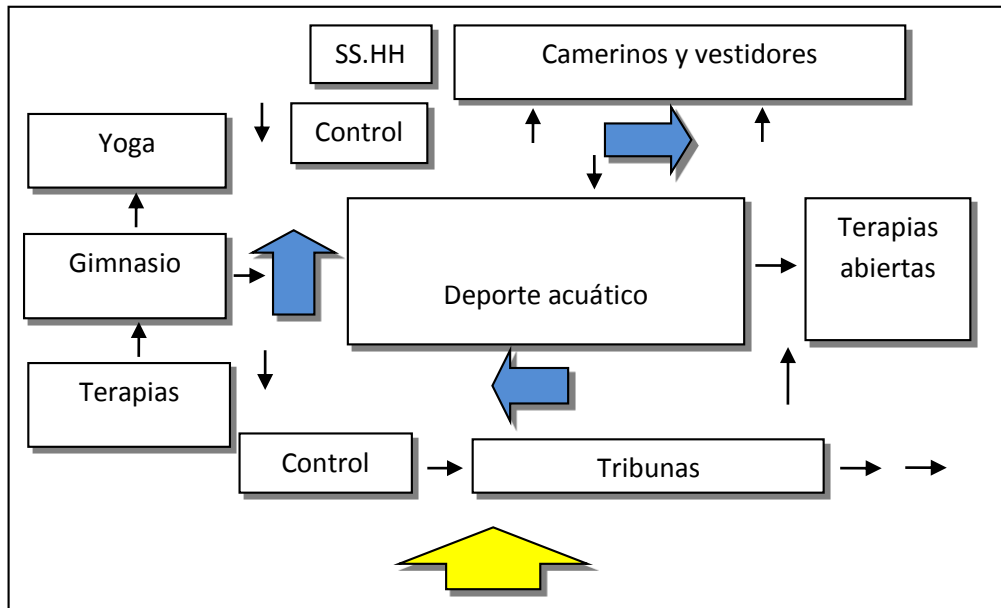 SS.HH
Camerinos y vestidores
Control
Yoga
Gimnasio
Deporte acuático
Terapias
abiertas
Terapias
Control
Tribunas